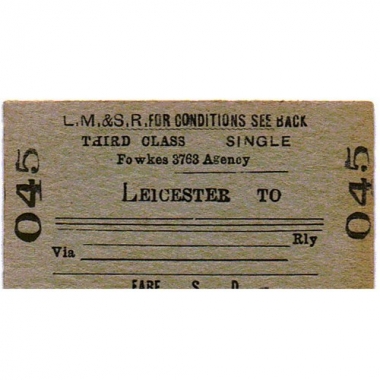 L.M.&S.R. FOR CONDITIONS SEE BACK
THIRD CLASS SINGLE
Fowkes 3763 Agency
045
LEICESTER TO
045
Rly
Via
FARE S. D.